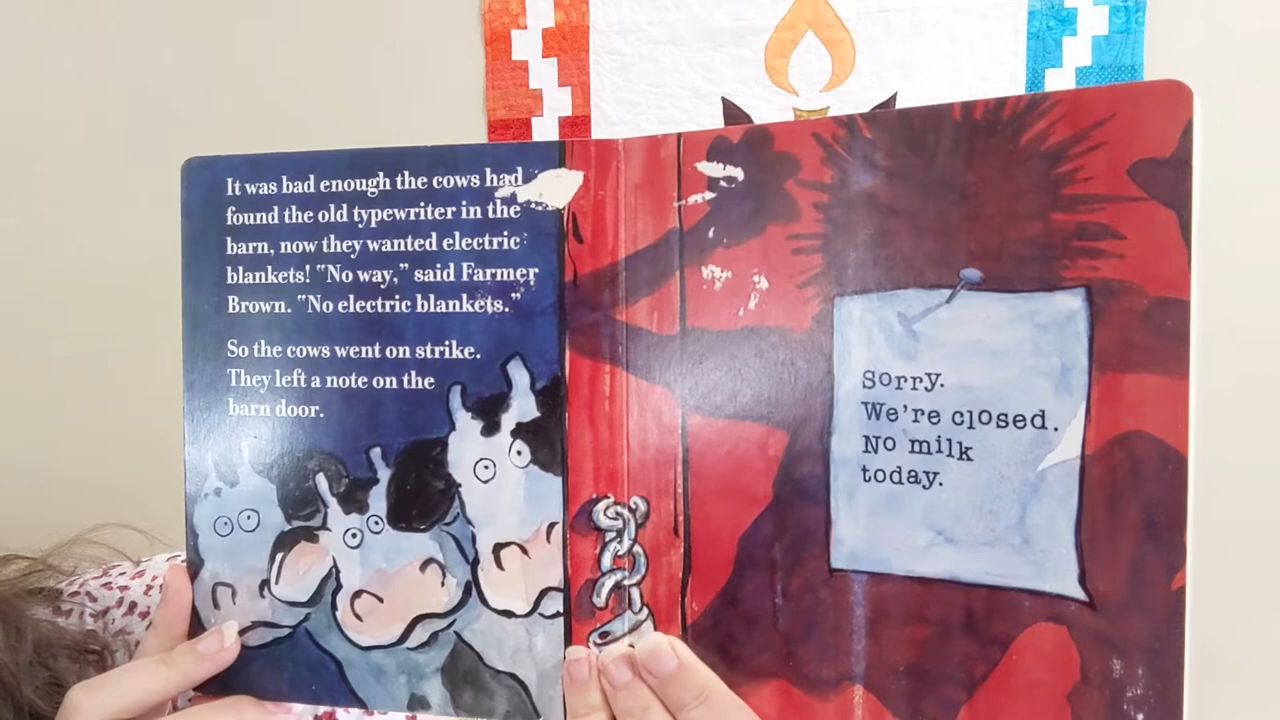 It was bad enough the cows had
found the old typewriter in the
barn, now they wanted electric
blankets! “No way,” said Farmer
Brown. “No electric blankets.”
So the cows went on strike.
They left a note on the
barn door.
Sorry.
We're closed.
No milk
today.